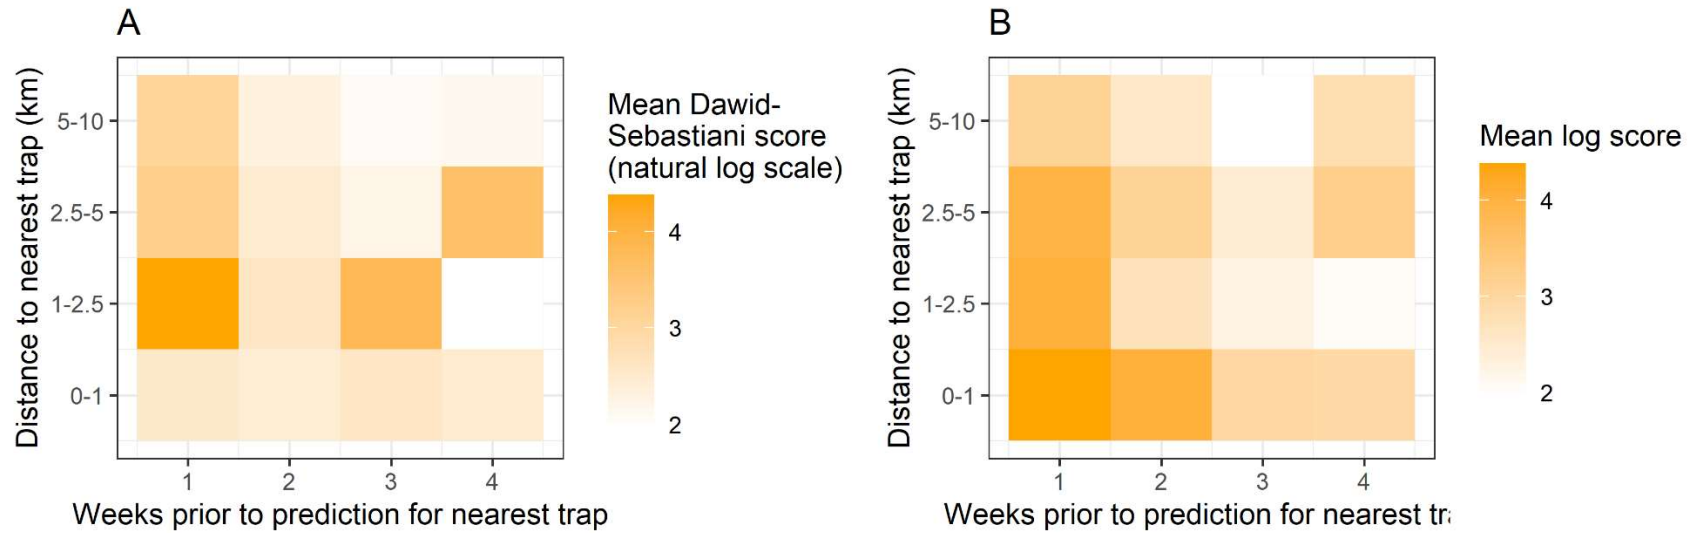 A
Distance to nearest trap (km)
5-10
2.5-5
1-2.5
0-1
1 2 3 4
Weeks prior to prediction for nearest trap
Mean Dawid-
Sebastiani score
(natural log scale)
4
3
2
B
Distance to nearest trap (km)
5-10
2.5-5
1-2.5
0-1
1 2 3 4
Weeks prior to prediction for nearest
Mean log score
4
3
2